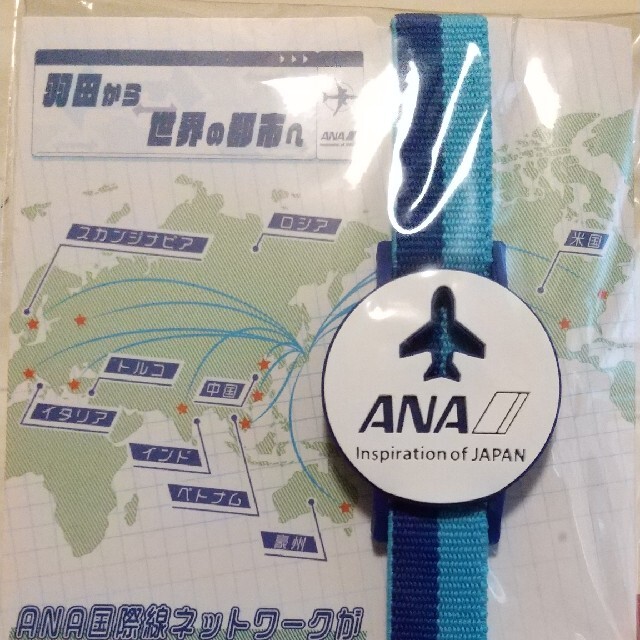 羽田から
世界の都市へ
ANA
スカンジナビア
ロシア
米国
トルコ
中国
イタリア
インド
ベトナム
豪州
ANA
Inspiration of JAPAN
ANA国際線ネットワークが